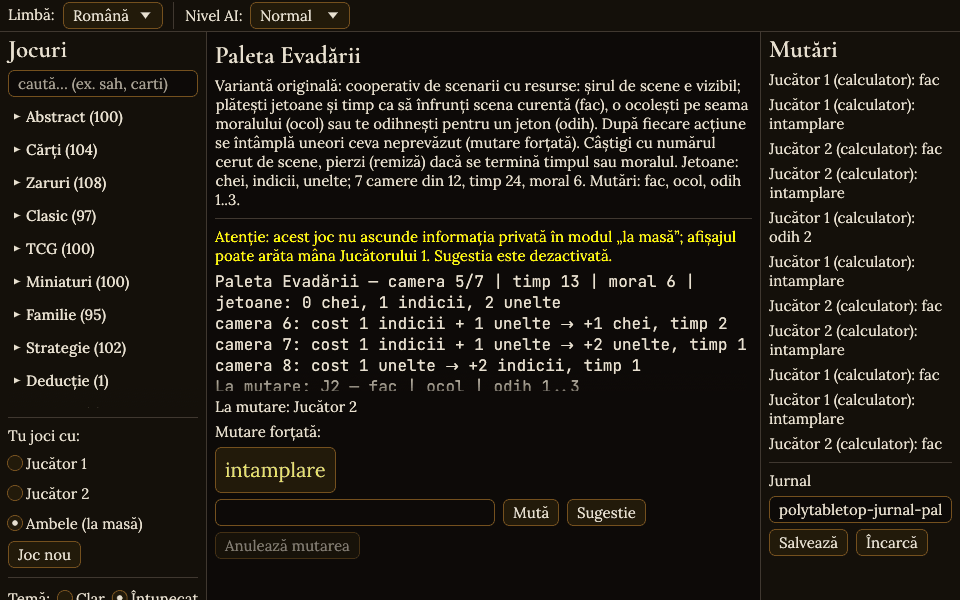 Limbă:
Română
Nivel AI:
Normal
Jocuri
caută... (ex. sah, carti)
Abstract (100)
Cărți (104)
Zaruri (108)
Clasic (97)
TCG (100)
Miniaturi (100)
Familie (95)
Strategie (102)
Deducție (1)
Tu joci cu:
Jucător 1
Jucător 2
Ambele (la masă)
Joc nou
Temă:
Clar
Întunecat
Paleta Evadării
Variantă originală: cooperativ de scenarii cu resurse: șirul de scene e vizibil;
plătești jetoane și timp ca să înfrunți scena curentă (fac), o ocolești pe seama
moralului (ocol) sau te odihnești pentru un jeton (odih). După fiecare acțiune
se întâmplă uneori ceva neprevăzut (mutare forțată). Câștigi cu numărul
cerut de scene, pierzi (remiză) dacă se termină timpul sau moralul. Jetoane:
chei, indicii, unelte; 7 camere din 12, timp 24, moral 6. Mutări: fac, ocol, odih
1..3.
Atenție: acest joc nu ascunde informația privată în modul „la masă”; afișajul
poate arăta mâna Jucătorului 1. Sugestia este dezactivată.
Paleta Evadării — camera 5/7 | timp 13 | moral 6 |
jetoane: 0 chei, 1 indicii, 2 unelte
camera 6: cost 1 indicii + 1 unelte → +1 chei, timp 2
camera 7: cost 1 indicii + 1 unelte → +2 unelte, timp 1
camera 8: cost 1 unelte → +2 indicii, timp 1
La mutare: J2 — fac | ocol | odih 1..3
La mutare: Jucător 2
Mutare forțată:
intamplare
Mută
Sugestie
Anulează mutarea
Mutări
Jucător 1 (calculator): fac
Jucător 1 (calculator):
intamplare
Jucător 2 (calculator): fac
Jucător 2 (calculator):
intamplare
Jucător 1 (calculator):
odih 2
Jucător 1 (calculator):
intamplare
Jucător 2 (calculator): fac
Jucător 2 (calculator):
intamplare
Jucător 1 (calculator): fac
Jucător 1 (calculator):
intamplare
Jucător 2 (calculator): fac
Jurnal
polytabletop-jurnal-pal
Salvează
Încarcă